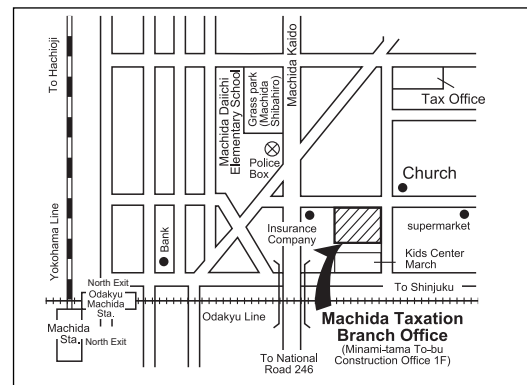 To Hachioji
Machida Daiichi
Elementary School
Grass park
(Machida
Shibahiro)
Machida Kaido
Tax Office
Police
Box
Church
Yokohama Line
Bank
Insurance
Company
supermarket
Kids Center
March
North Exit
Odakyu
Machida
Sta.
To Shinjuku
Machida
Sta.
North Exit
Odakyu Line
Machida Taxation
Branch Office
(Minami-tama To-bu
Construction Office 1F)
To National
Road 246